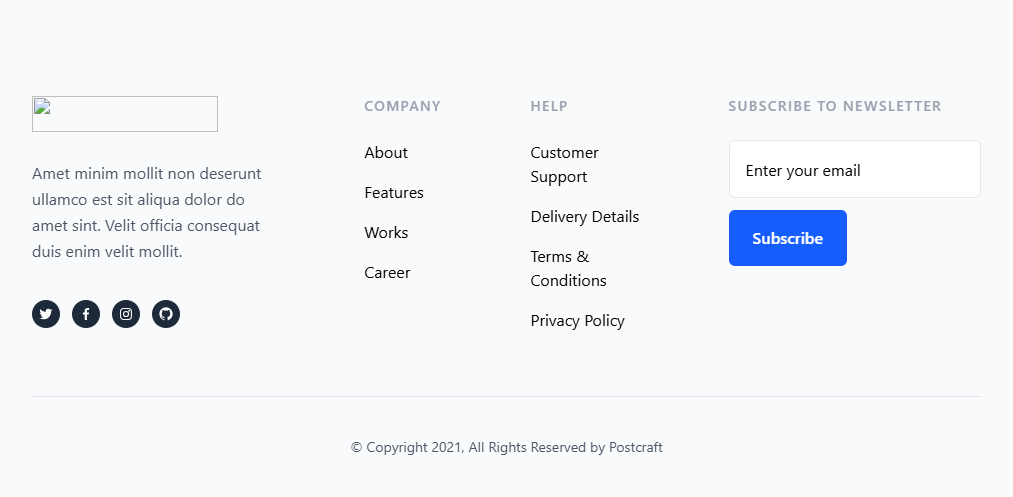 Amet minim mollit non deserunt
ullamco est sit aliqua dolor do
amet sint. Velit officia consequat
duis enim velit mollit.
COMPANY
About
Features
Works
Career
HELP
Customer
Support
Delivery Details
Terms &
Conditions
Privacy Policy
SUBSCRIBE TO NEWSLETTER
Enter your email
Subscribe
© Copyright 2021, All Rights Reserved by Postcraft